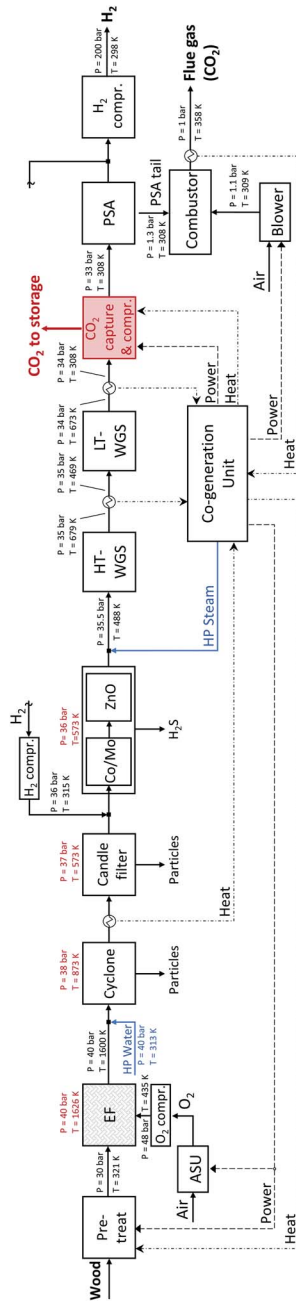 Wood
Pre-
treat
P = 30 bar
T = 321 K
P = 40 bar
T = 1626 K
EF
P = 48 bar
T = 435 K
O2 compr.
O2
ASU
Air
P = 40 bar
T = 1600 K
HP Water
P = 40 bar
T = 313 K
P = 38 bar
T = 873 K
Cyclone
Particles
Heat
P = 37 bar
T = 573 K
Candle
filter
Particles
H2
H2 compr.
P = 36 bar
T = 315 K
P= 36 bar
T=573 K
Co/Mo
ZnO
H2S
P = 35.5 bar
T = 488 K
HP Steam
HT-
WGS
P = 35 bar
T = 679 K
P = 35 bar
T = 469 K
LT-
WGS
P = 34 bar
T = 673 K
P = 34 bar
T = 308 K
CO2 to storage
CO2
capture
& compr.
Power
Heat
Co-generation
Unit
P = 33 bar
T = 308 K
PSA
PSA tail
P = 1.3 bar
T = 308 K
H2
compr.
P = 200 bar
T = 298 K
H2
Combustor
P = 1 bar
T = 358 K
Flue gas
(CO2)
P = 1.1 bar
T = 309 K
Air
Blower
Power
Heat
Power
Heat